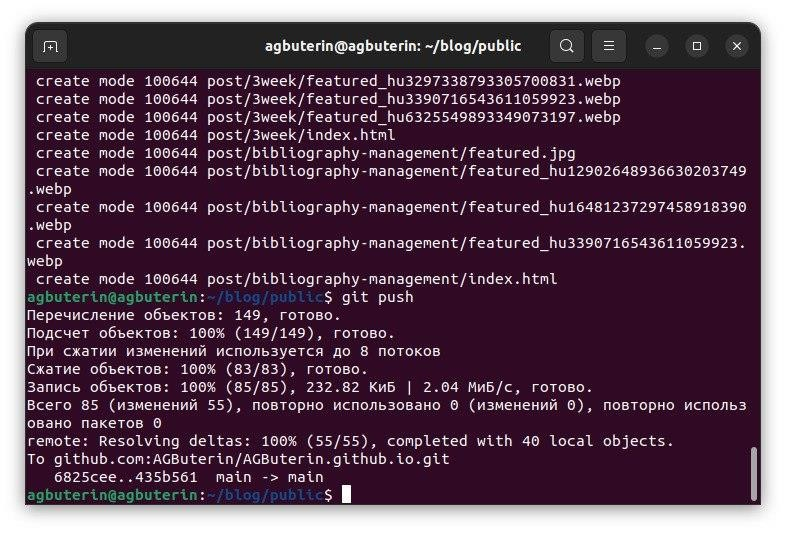 agbuterin@agbuterin: ~/blog/public
create mode 100644 post/3week/featured_hu3297338793305700831.webp
create mode 100644 post/3week/featured_hu3390716543611059923.webp
create mode 100644 post/3week/featured_hu6325549893349073197.webp
create mode 100644 post/3week/index.html
create mode 100644 post/bibliography-management/featured.jpg
create mode 100644 post/bibliography-management/featured_hu12902648936630203749
.webp
create mode 100644 post/bibliography-management/featured_hu16481237297458918390
.webp
create mode 100644 post/bibliography-management/featured_hu3390716543611059923.
webp
create mode 100644 post/bibliography-management/index.html
agbuterin@agbuterin:~/blog/public$ git push
Перечисление объектов: 149, готово.
Подсчет объектов: 100% (149/149), готово.
При сжатии изменений используется до 8 потоков
Сжатие объектов: 100% (83/83), готово.
Запись объектов: 100% (85/85), 232.82 КиБ | 2.04 МиБ/с, готово.
Всего 85 (изменений 55), повторно использовано 0 (изменений 0), повторно использ
овано пакетов 0
remote: Resolving deltas: 100% (55/55), completed with 40 local objects.
To github.com:AGButerin/AGButerin.github.io.git
6825cee..435b561  main -> main
agbuterin@agbuterin:~/blog/public$